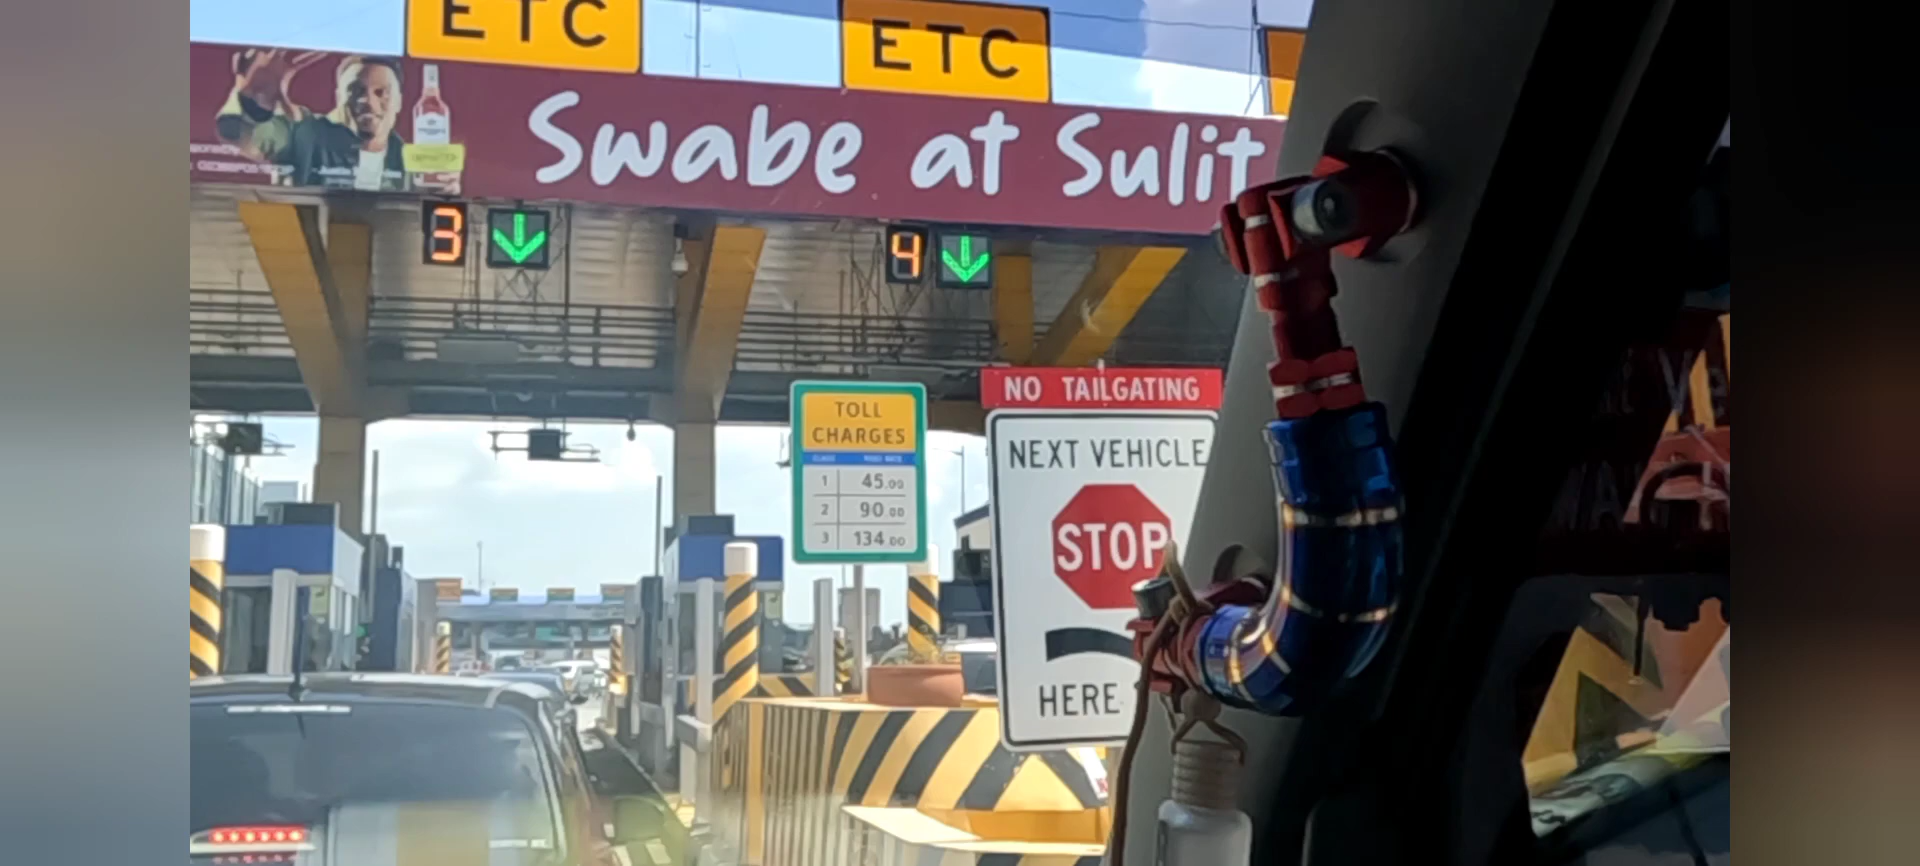 ETC
ETC
Swabe at Sulit
3
4
TOLL
CHARGES
CLASS
1 45.00
2 90.00
3 134.00
NO TAILGATING
NEXT VEHICLE
STOP
HERE